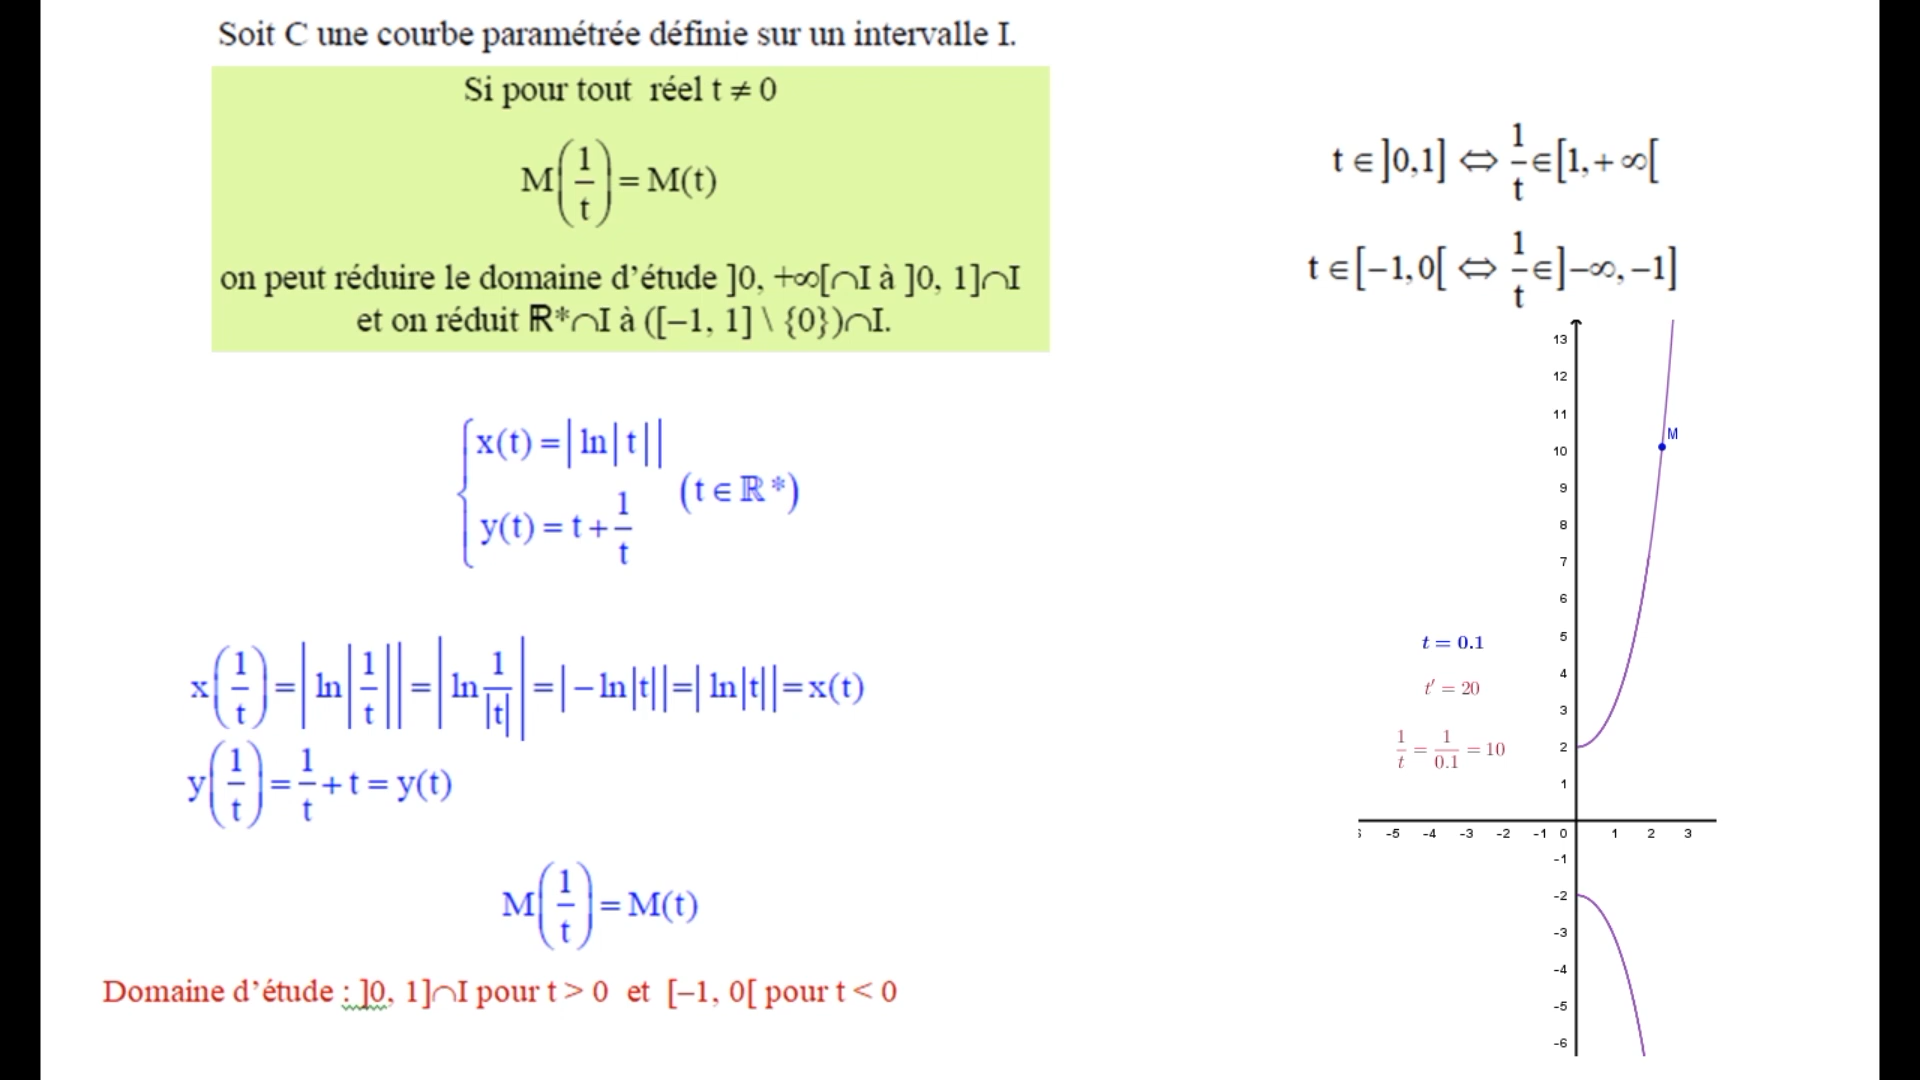 Soit C une courbe paramétrée définie sur un intervalle I.
Si pour tout réel t ≠ 0
M(1/t) = M(t)
on peut réduire le domaine d'étude ]0, +∞[∩I à ]0, 1]∩I
et on réduit ℝ*∩I à ([−1, 1] \ {0})∩I.
x(t) = |ln|t||
y(t) = t + 1/t
(t ∈ ℝ*)
x(1/t) = |ln|1/t|| = |ln 1/|t|| = |−ln|t|| = |ln|t|| = x(t)
y(1/t) = 1/t + t = y(t)
M(1/t) = M(t)
Domaine d'étude : ]0, 1]∩I pour t > 0 et [−1, 0[ pour t < 0
t ∈ ]0,1] ⇔ 1/t ∈ [1,+∞[
t ∈ [−1,0[ ⇔ 1/t ∈ ]−∞,−1]
13
12
11
M
10
9
8
7
6
5
t = 0.1
4
t′ = 20
3
2
1/t = 1/0.1 = 10
1
-5 -4 -3 -2 -1 0 1 2 3
-1
-2
-3
-4
-5
-6